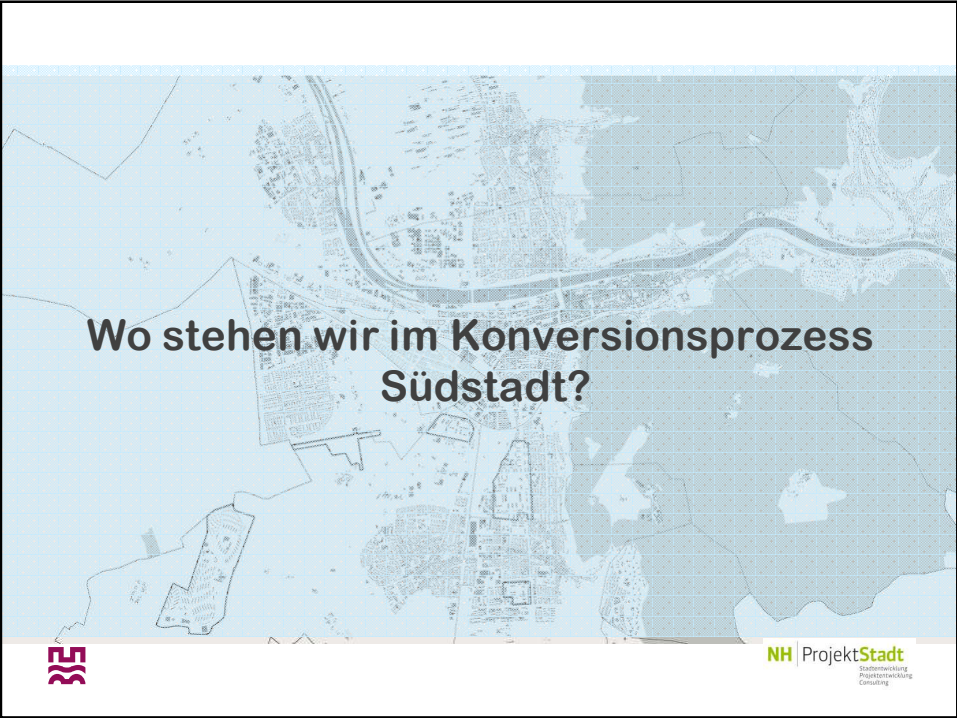 Wo stehen wir im Konversionsprozess
Südstadt?
NH ProjektStadt
Stadtentwicklung
Projektentwicklung
Consulting